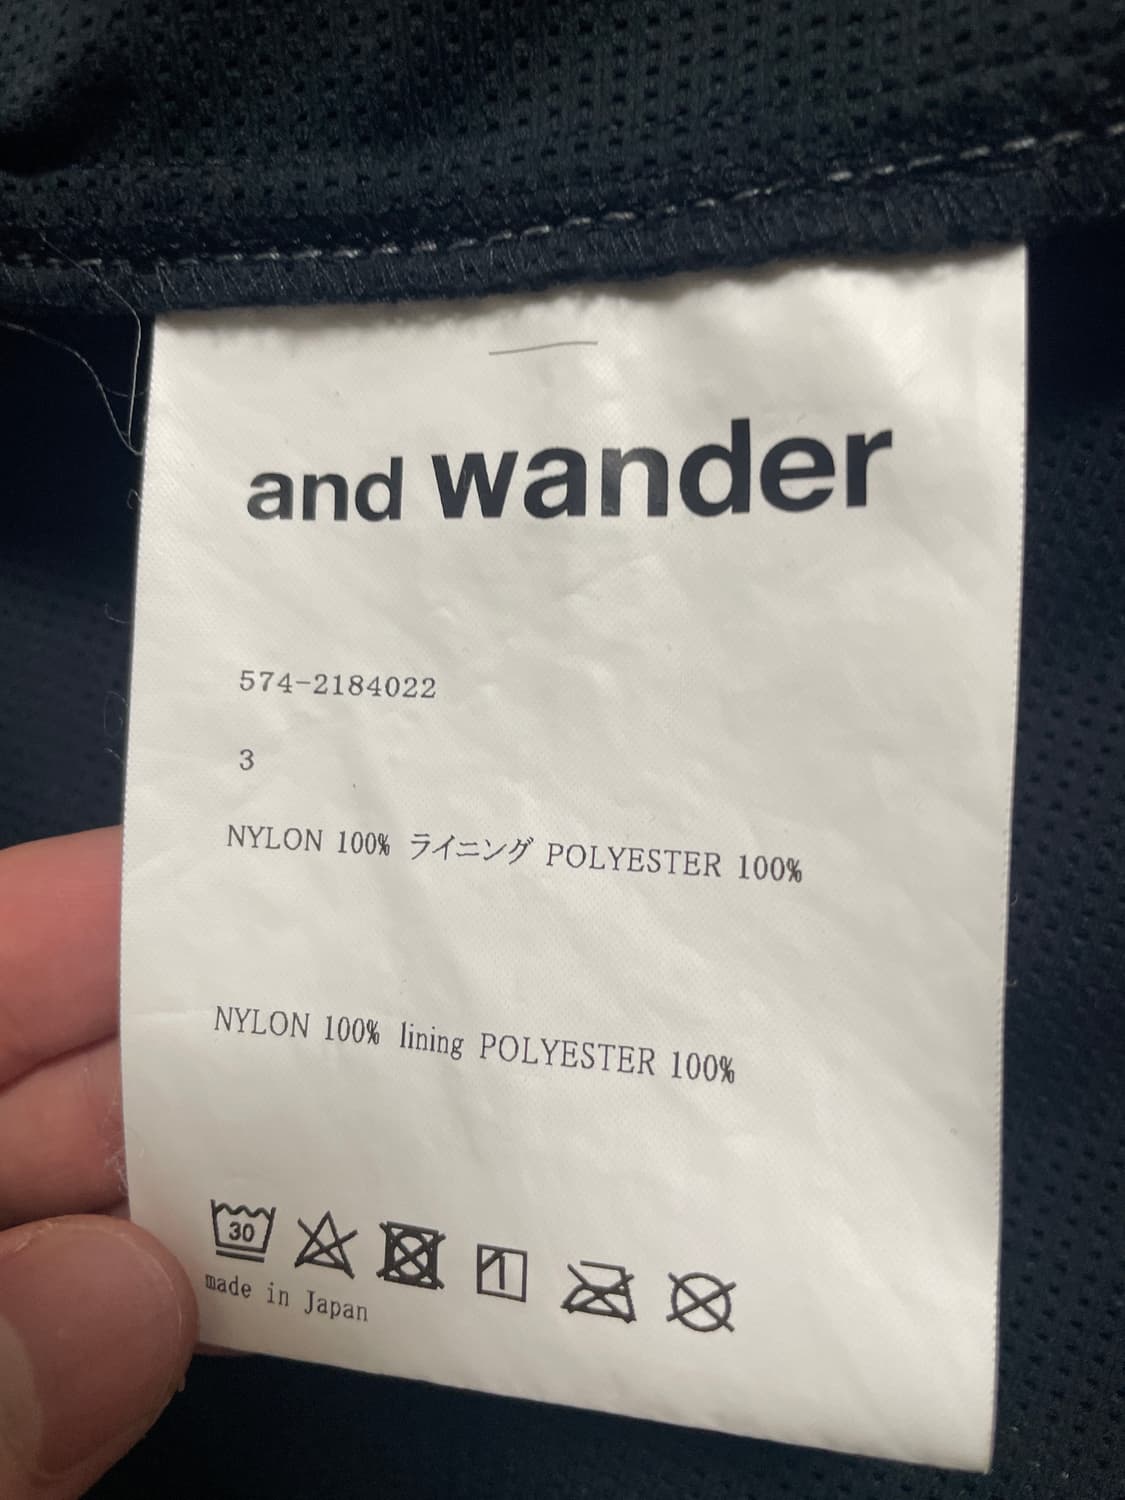 and wander
574-2184022
3
NYLON 100% ライニング POLYESTER 100%
NYLON 100% lining POLYESTER 100%
30
made in Japan